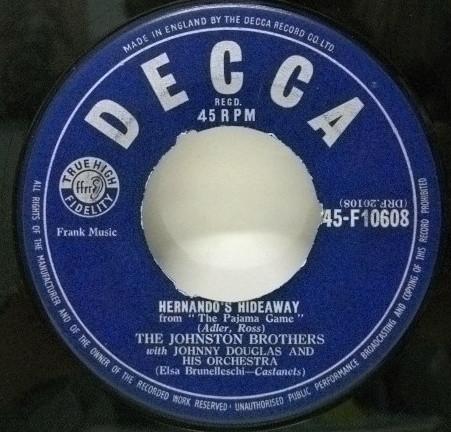 MADE IN ENGLAND BY THE DECCA RECORD CO. LTD.
DECCA
REGD.
45 RPM
TRUE HIGH
ffrr
FIDELITY
Frank Music
(DRF.20108)
45-F10608
HERNANDO'S HIDEAWAY
from "The Pajama Game"
(Adler, Ross)
THE JOHNSTON BROTHERS
with JOHNNY DOUGLAS AND
HIS ORCHESTRA
(Elsa Brunelleschi—Castanets)
ALL RIGHTS OF THE MANUFACTURER AND OF THE OWNER OF THE RECORDED WORK RESERVED · UNAUTHORISED PUBLIC PERFORMANCE BROADCASTING AND COPYING OF THIS RECORD PROHIBITED